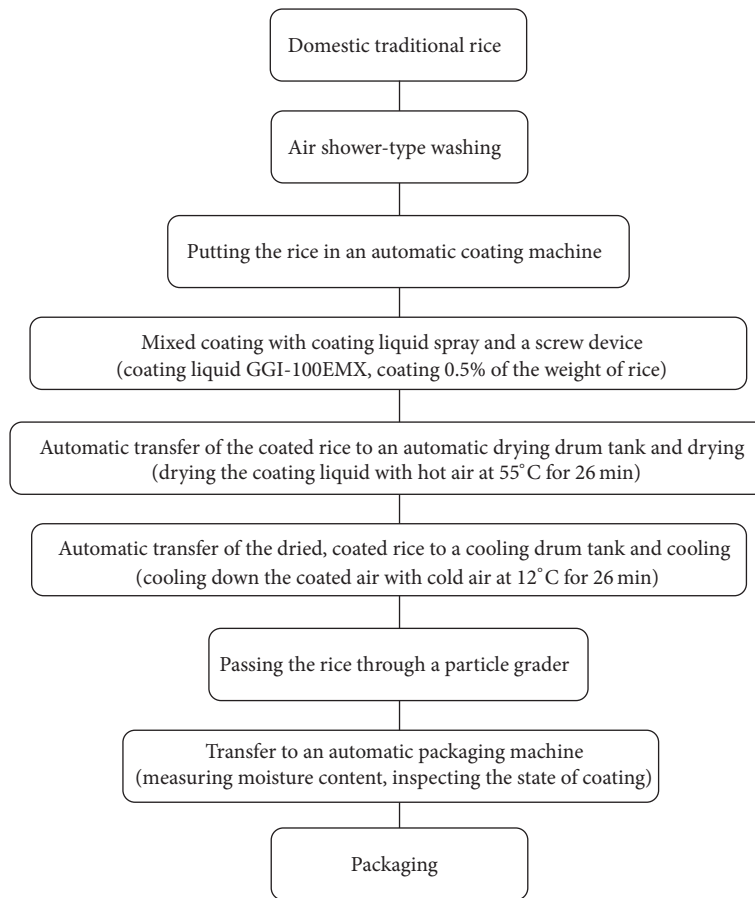 Domestic traditional rice
Air shower-type washing
Putting the rice in an automatic coating machine
Mixed coating with coating liquid spray and a screw device
(coating liquid GGI-100EMX, coating 0.5% of the weight of rice)
Automatic transfer of the coated rice to an automatic drying drum tank and drying
(drying the coating liquid with hot air at 55°C for 26 min)
Automatic transfer of the dried, coated rice to a cooling drum tank and cooling
(cooling down the coated air with cold air at 12°C for 26 min)
Passing the rice through a particle grader
Transfer to an automatic packaging machine
(measuring moisture content, inspecting the state of coating)
Packaging